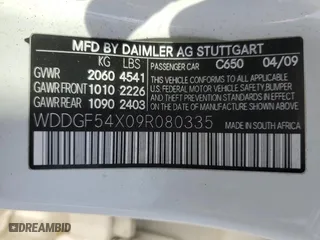 MFD BY DAIMLER AG STUTTGART
KG LBS
GVWR 2060 4541
GAWR FRONT 1010 2226
GAWR REAR 1090 2403
PASSENGER CAR C650 04/09
THIS VEHICLE CONFORMS TO ALL APPLICABLE
U.S. FEDERAL MOTOR
VEHICLE SAFETY, BUMPER
AND THEFT PREVENTION
STANDARDS IN EFFECT
ON THE DATE OF
MANUFACTURE SHOWN ABOVE
WDDGF54X09R080335
MADE IN SOUTH AFRICA
DREAMBID